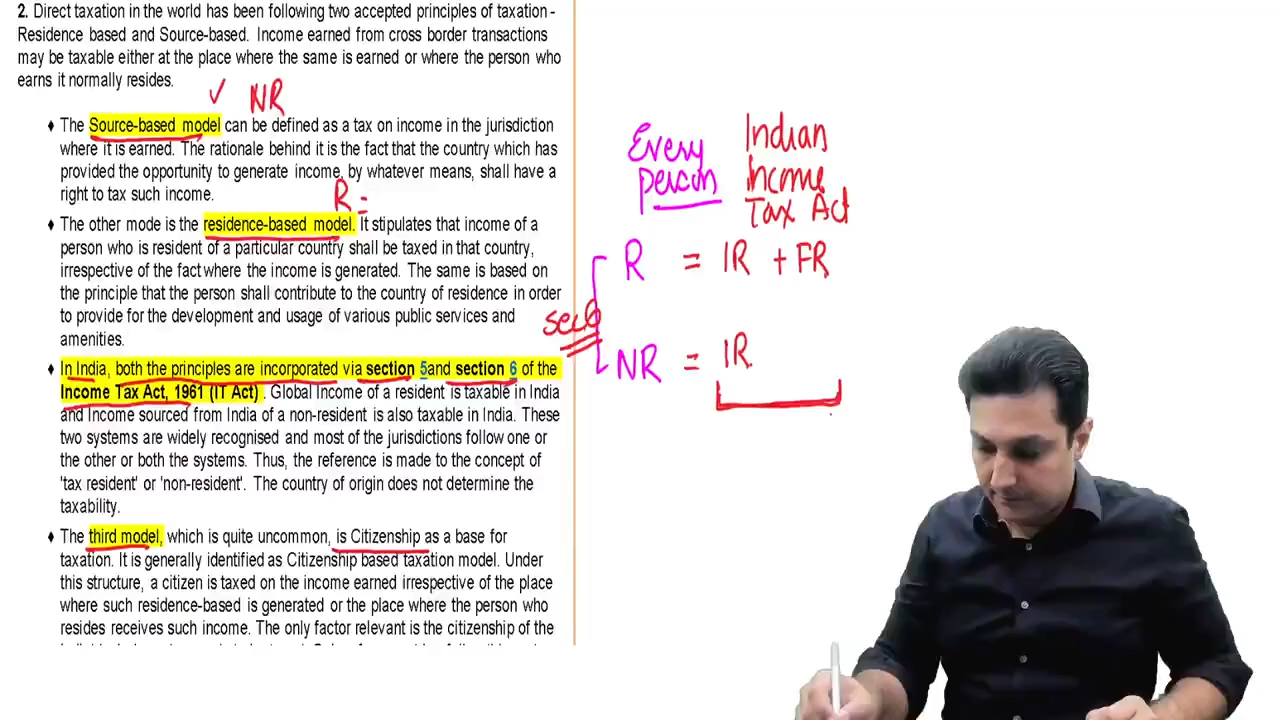 2. Direct taxation in the world has been following two accepted principles of taxation -
Residence based and Source-based. Income earned from cross border transactions
may be taxable either at the place where the same is earned or where the person who
earns it normally resides.
✓ NR
♦ The Source-based model can be defined as a tax on income in the jurisdiction
where it is earned. The rationale behind it is the fact that the country which has
provided the opportunity to generate income, by whatever means, shall have a
right to tax such income.
R =
♦ The other mode is the residence-based model. It stipulates that income of a
person who is resident of a particular country shall be taxed in that country,
irrespective of the fact where the income is generated. The same is based on
the principle that the person shall contribute to the country of residence in order
to provide for the development and usage of various public services and
amenities.
♦ In India, both the principles are incorporated via section 5and section 6 of the
Income Tax Act, 1961 (IT Act) . Global Income of a resident is taxable in India
and Income sourced from India of a non-resident is also taxable in India. These
two systems are widely recognised and most of the jurisdictions follow one or
the other or both the systems. Thus, the reference is made to the concept of
'tax resident' or 'non-resident'. The country of origin does not determine the
taxability.
♦ The third model, which is quite uncommon, is Citizenship as a base for
taxation. It is generally identified as Citizenship based taxation model. Under
this structure, a citizen is taxed on the income earned irrespective of the place
where such residence-based is generated or the place where the person who
resides receives such income. The only factor relevant is the citizenship of the
Every
person
Indian
Income
Tax Act
R = IR + FR
sec6
NR = IR